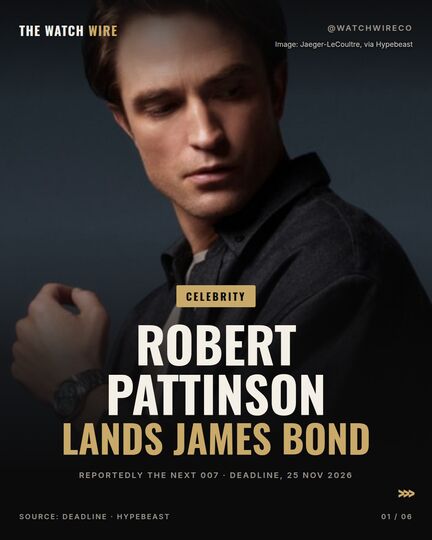 THE WATCH WIRE
@WATCHWIRECO
Image: Jaeger-LeCoultre, via Hypebeast
CELEBRITY
ROBERT
PATTINSON
LANDS JAMES BOND
REPORTEDLY THE NEXT 007 · DEADLINE, 25 NOV 2026
>>>
SOURCE: DEADLINE · HYPEBEAST
01 / 06